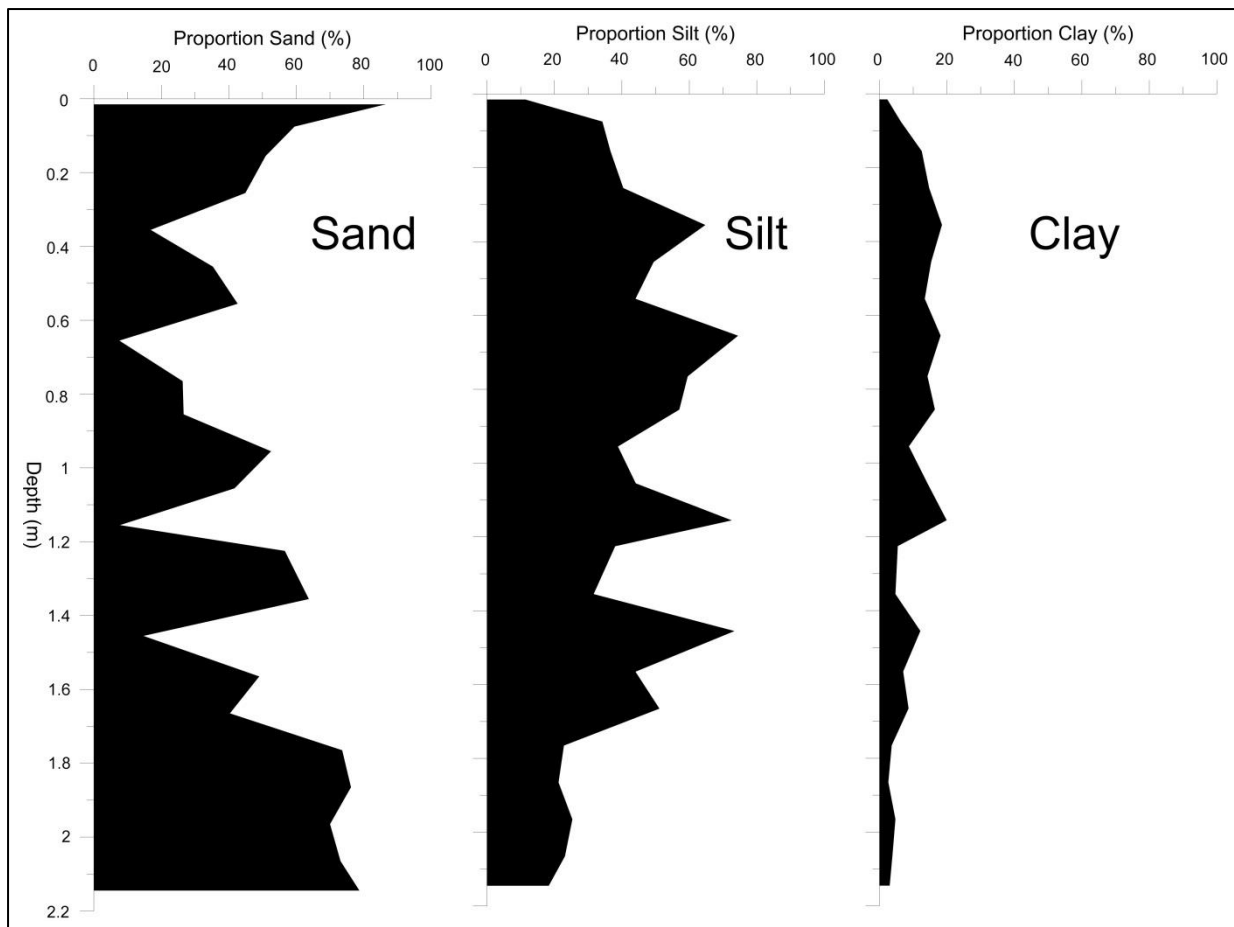 Proportion Sand (%)
0 20 40 60 80 100
Proportion Silt (%)
0 20 40 60 80 100
Proportion Clay (%)
0 20 40 60 80 100
Depth (m)
0
0.2
0.4
0.6
0.8
1
1.2
1.4
1.6
1.8
2
2.2
Sand
Silt
Clay